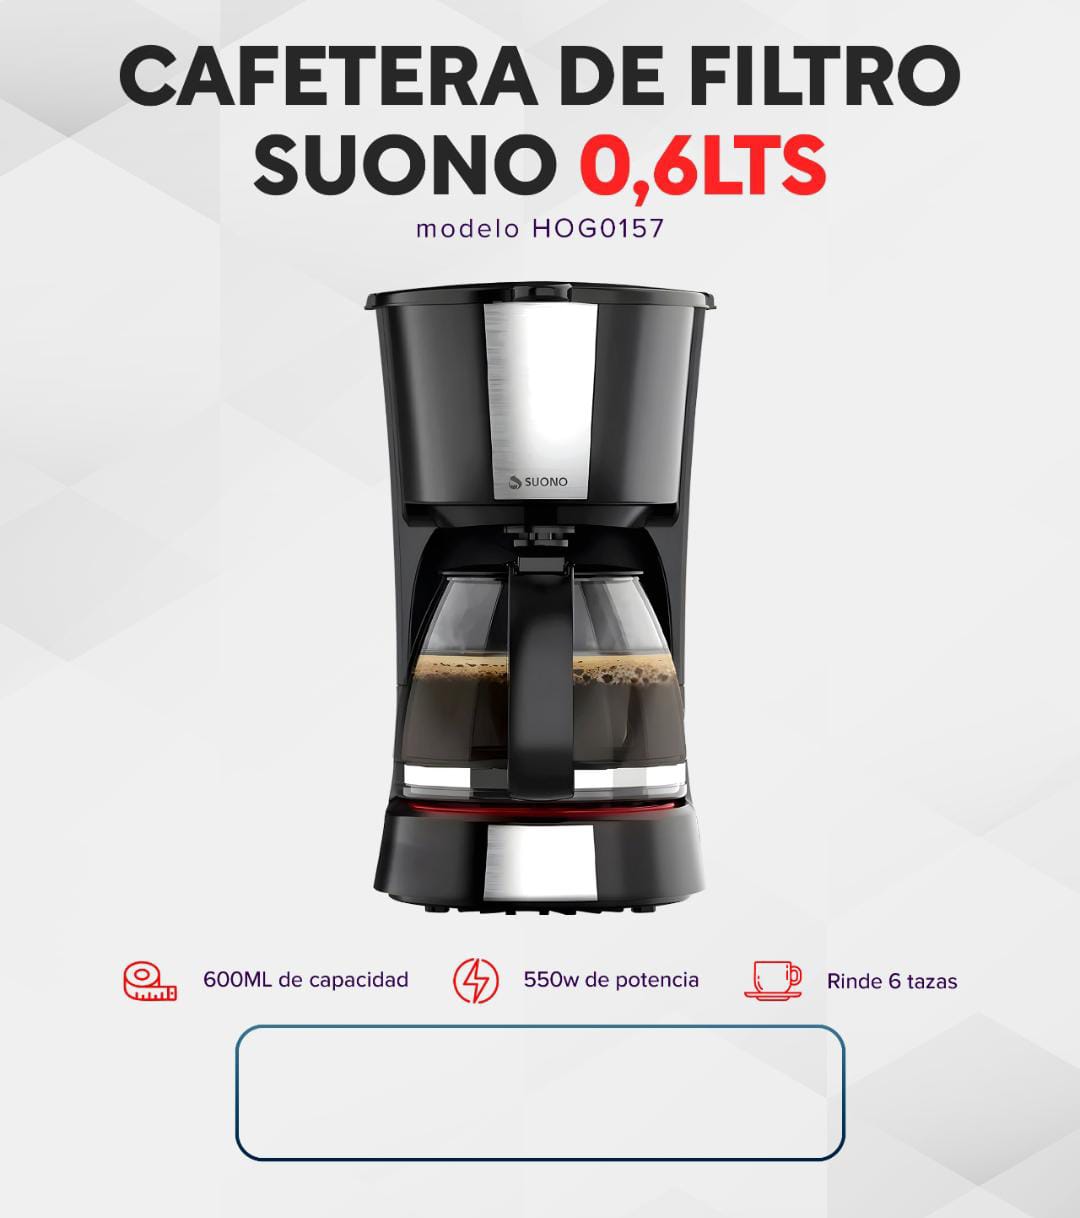 CAFETERA DE FILTRO
SUONO 0,6LTS
modelo HOG0157
SUONO
600ML de capacidad
550w de potencia
Rinde 6 tazas